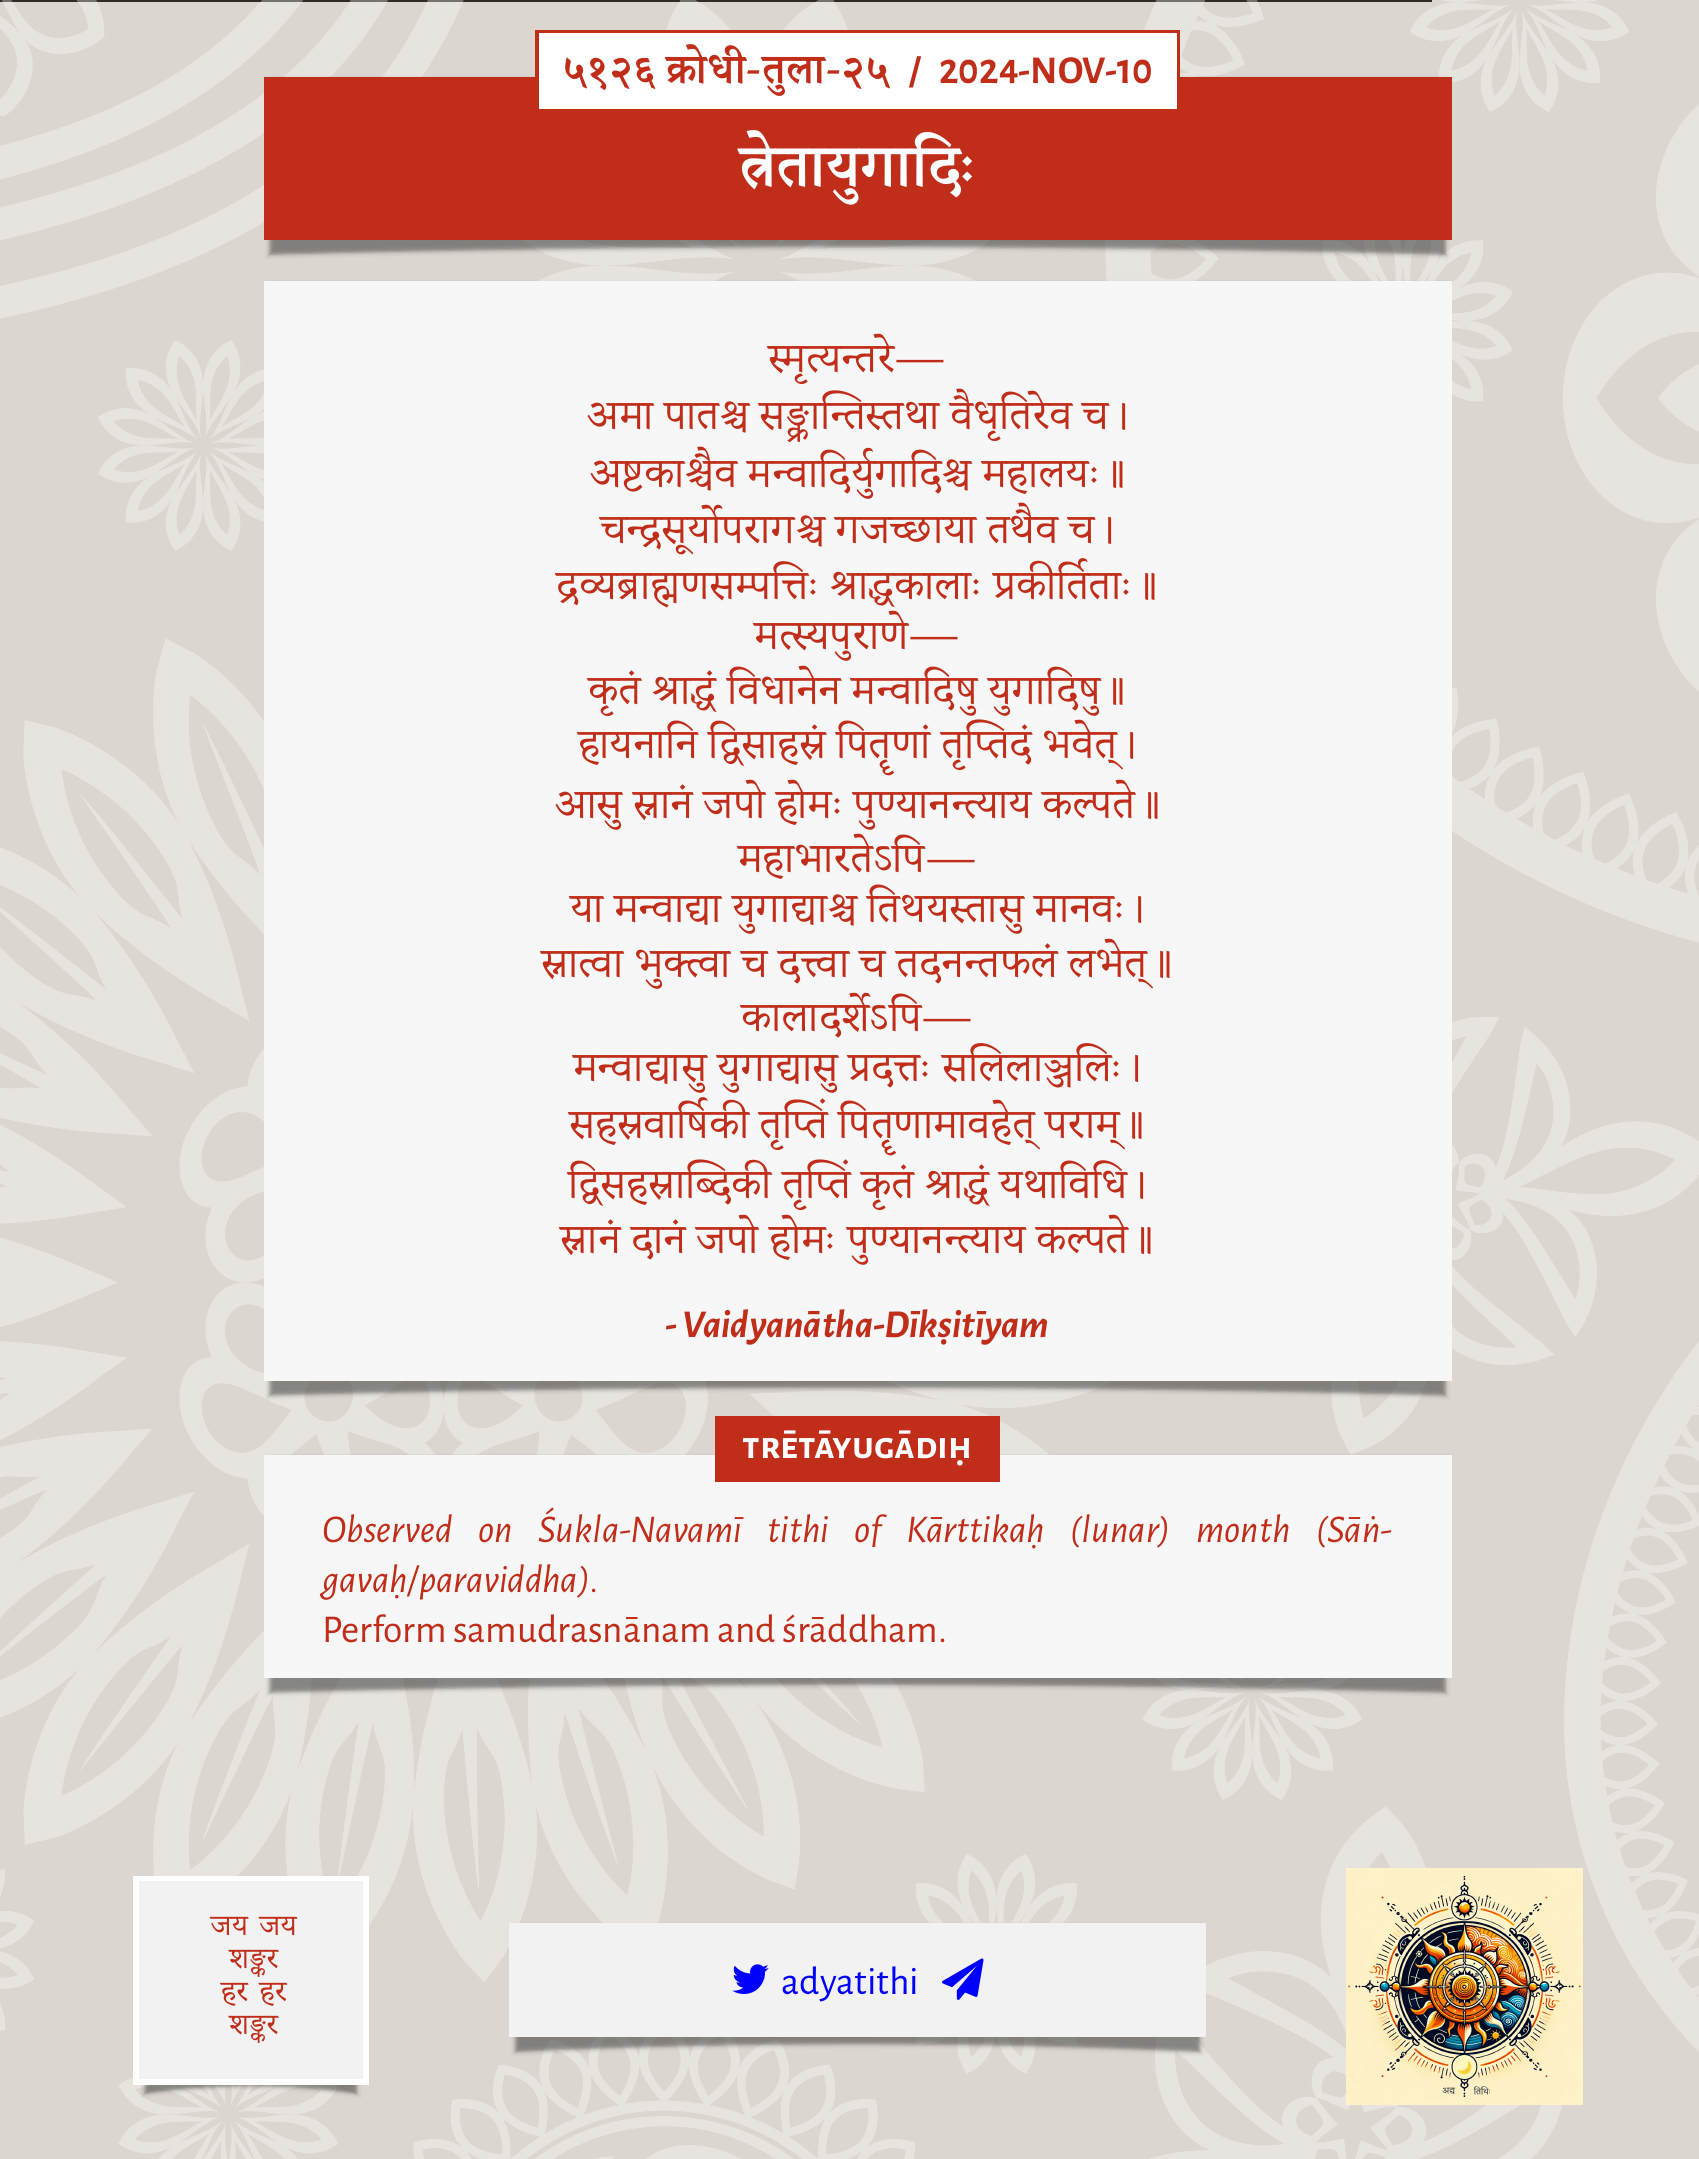 ५१२६ क्रोधी-तुला-२५ / 2024-NOV-10
त्रेतायुगादिः
स्मृत्यन्तरे—
अमा पातश्च सङ्क्रान्तिस्तथा वैधृतिरेव च।
अष्टकाश्चैव मन्वादिर्युगादिश्च महालयः॥
चन्द्रसूर्योपरागश्च गजच्छाया तथैव च।
द्रव्यब्राह्मणसम्पत्तिः श्राद्धकालाः प्रकीर्तिताः॥
मत्स्यपुराणे—
कृतं श्राद्धं विधानेन मन्वादिषु युगादिषु॥
हायनानि द्विसाहस्रं पितॄणां तृप्तिदं भवेत्।
आसु स्नानं जपो होमः पुण्यानन्त्याय कल्पते॥
महाभारतेऽपि—
या मन्वाद्या युगाद्याश्च तिथयस्तासु मानवः।
स्नात्वा भुक्त्वा च दत्त्वा च तदनन्तफलं लभेत्॥
कालादर्शेऽपि—
मन्वाद्यासु युगाद्यासु प्रदत्तः सलिलाञ्जलिः।
सहस्रवार्षिकी तृप्तिं पितॄणामावहेत् पराम्॥
द्विसहस्राब्दिकी तृप्तिं कृतं श्राद्धं यथाविधि।
स्नानं दानं जपो होमः पुण्यानन्त्याय कल्पते॥
- Vaidyanātha-Dīkṣitīyam
TRĒTĀYUGĀDIḤ
Observed on Śukla-Navamī tithi of Kārttikaḥ (lunar) month (Sāṅ-
gavaḥ/paraviddha).
Perform samudrasnānam and śrāddham.
जय जय
शङ्कर
हर हर
शङ्कर
adyatithi
अद्य तिथिः